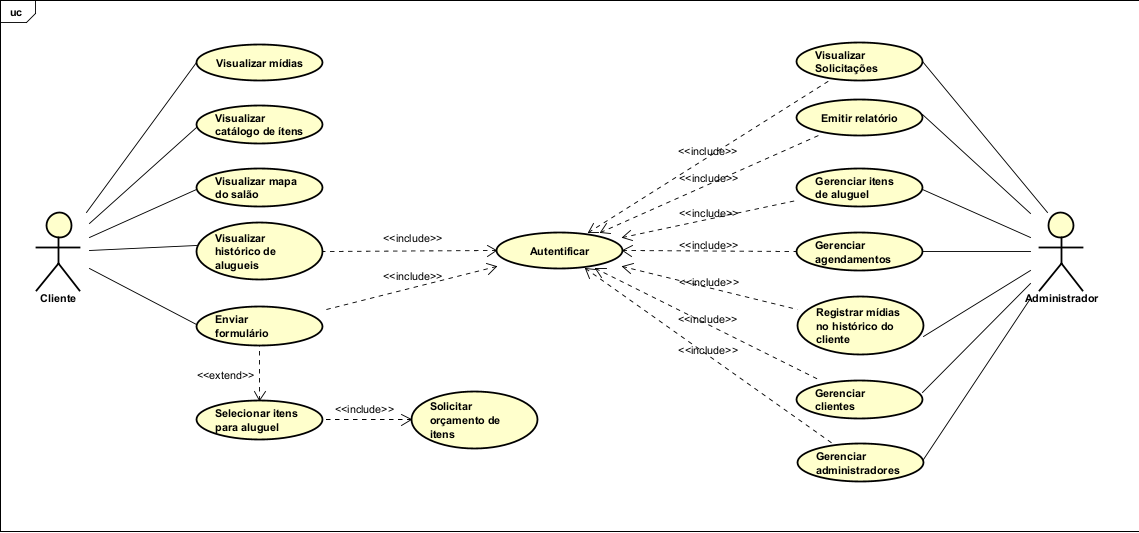 uc
Visualizar mídias
Visualizar
catálogo de ítens
Visualizar mapa
do salão
Visualizar
histórico de
alugueis
Enviar
formulário
Cliente
<<include>>
<<include>>
<<extend>>
Selecionar itens
para aluguel
<<include>>
Solicitar
orçamento de
itens
Autentificar
<<include>>
<<include>>
<<include>>
<<include>>
<<include>>
<<include>>
<<include>>
Visualizar
Solicitações
Emitir relatório
Gerenciar itens
de aluguel
Gerenciar
agendamentos
Registrar mídias
no histórico do
cliente
Gerenciar
clientes
Gerenciar
administradores
Administrador